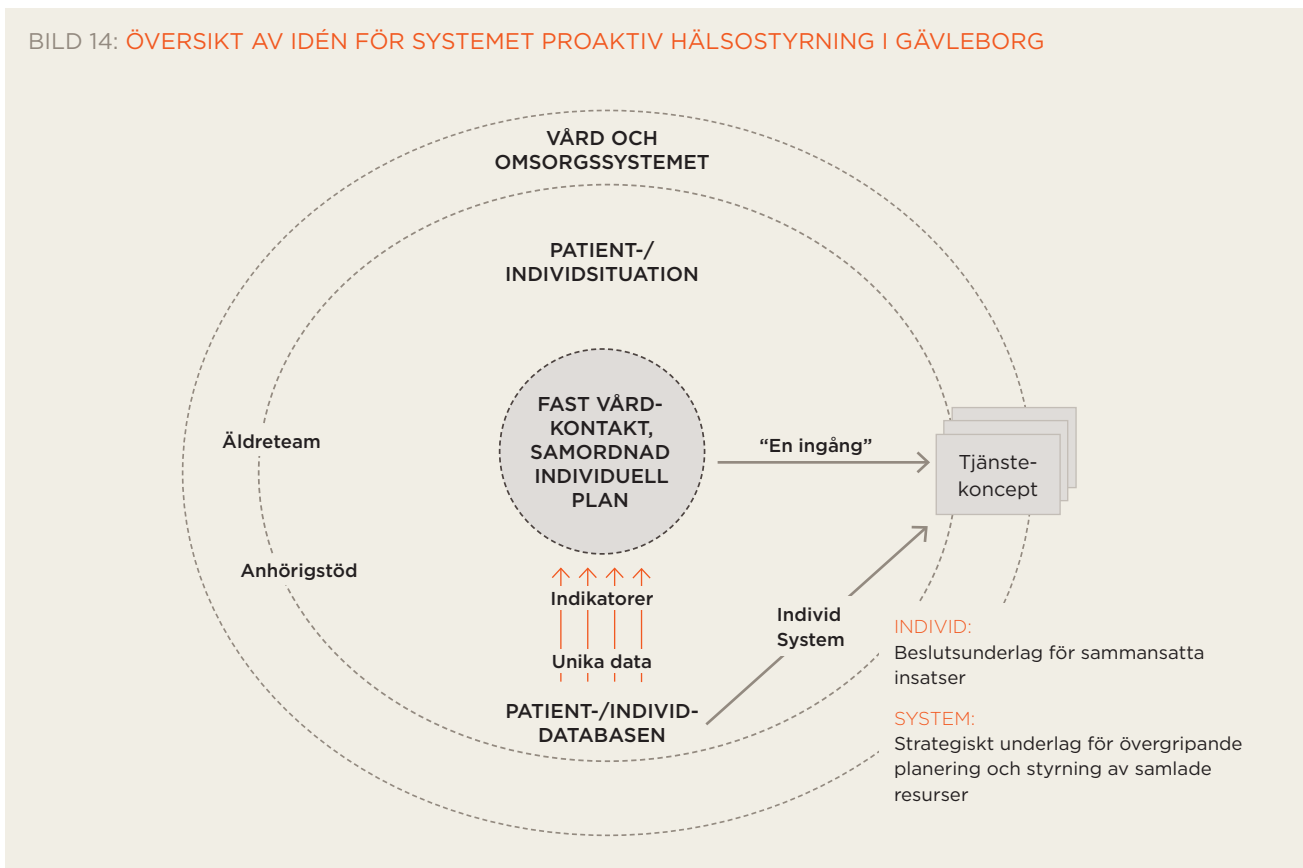 BILD 14: ÖVERSIKT AV IDÉN FÖR SYSTEMET PROAKTIV HÄLSOSTYRNING I GÄVLEBORG
VÅRD OCH
OMSORGSSYSTEMET
PATIENT-/
INDIVIDSITUATION
FAST VÅRD-
KONTAKT,
SAMORDNAD
INDIVIDUELL
PLAN
Äldreteam
"En ingång"
Tjänste-
koncept
Anhörigstöd
Indikatorer
Unika data
PATIENT-/INDIVID-
DATABASEN
Individ
System
INDIVID:
Beslutsunderlag för sammansatta
insatser
SYSTEM:
Strategiskt underlag för övergripande
planering och styrning av samlade
resurser